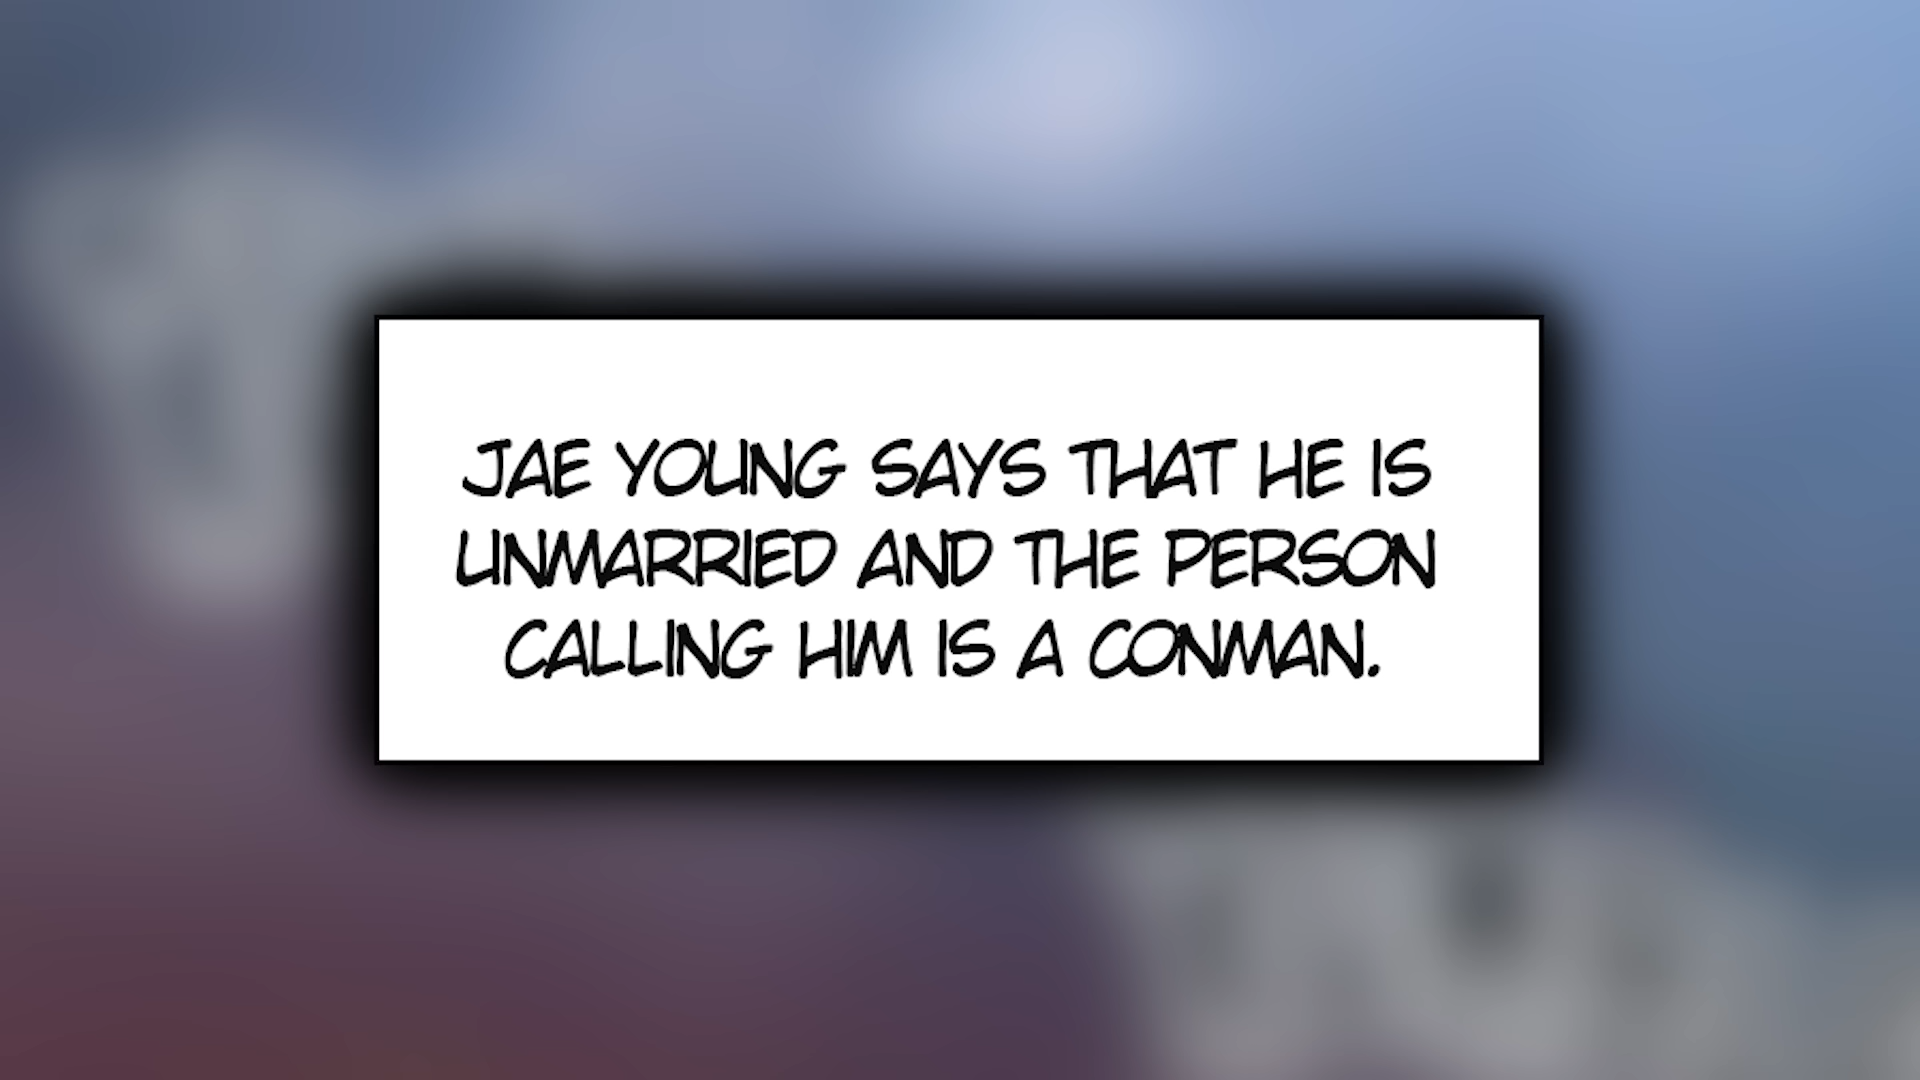 JAE YOUNG SAYS THAT HE IS
UNMARRIED AND THE PERSON
CALLING HIM IS A CONMAN.